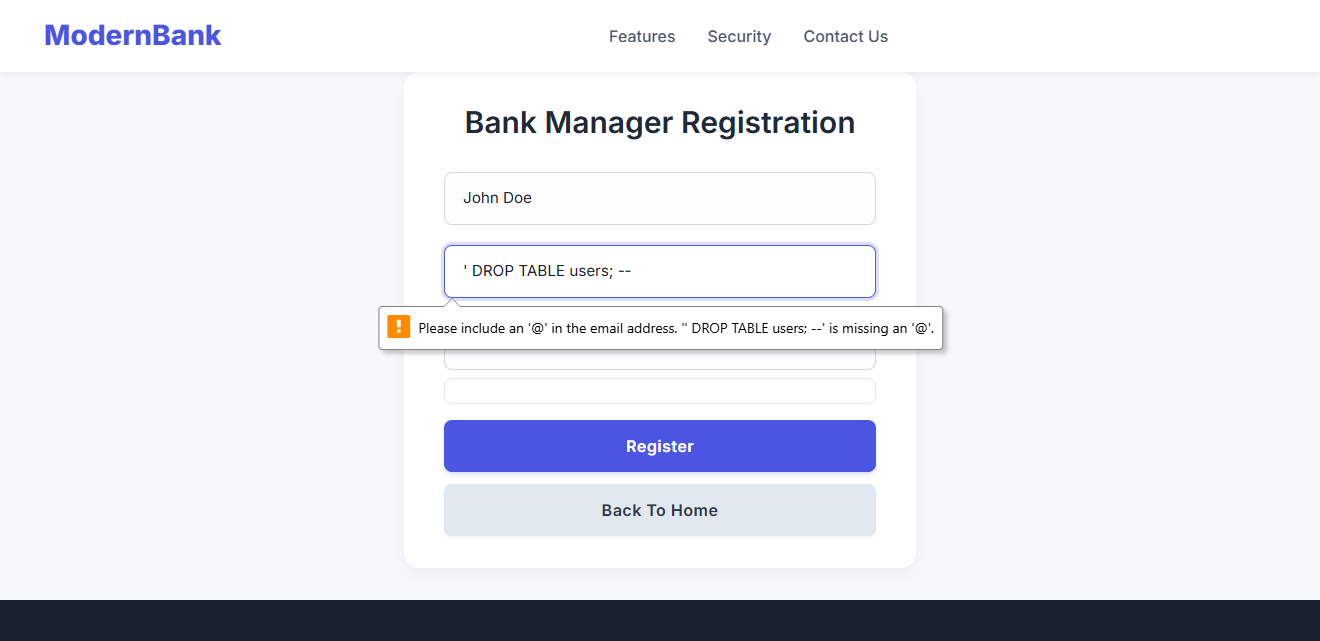 ModernBank
Features
Security
Contact Us
Bank Manager Registration
John Doe
' DROP TABLE users; --
Please include an '@' in the email address. '' DROP TABLE users; --' is missing an '@'.
Register
Back To Home